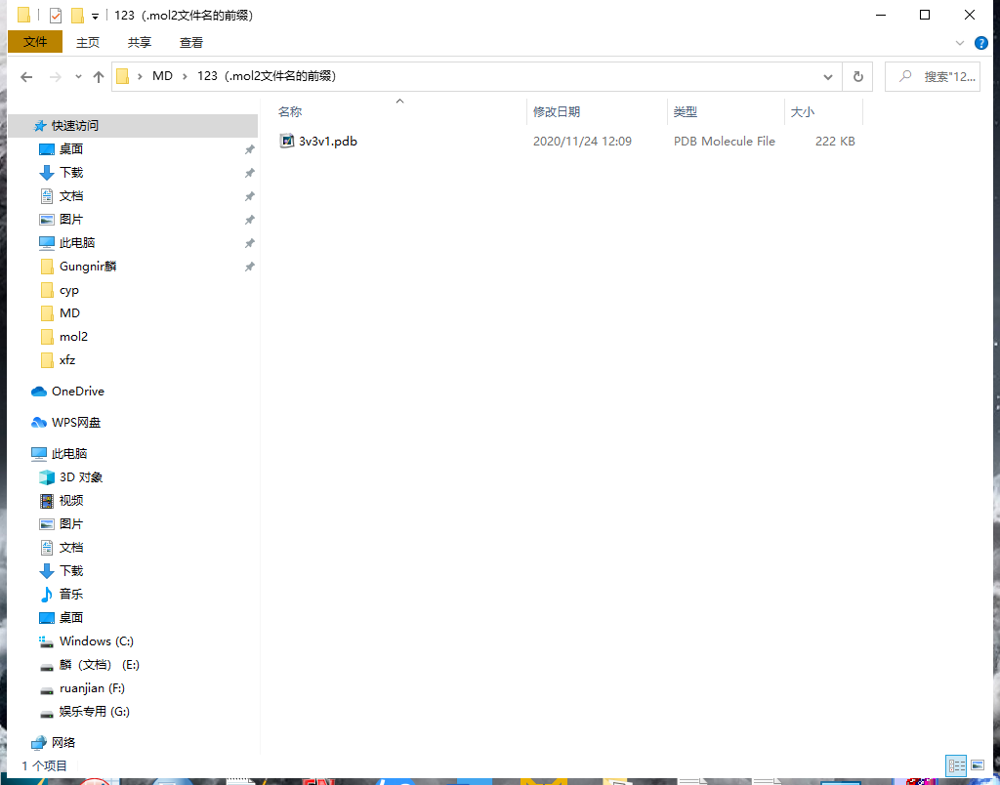 123（.mol2文件名的前缀）
文件 主页 共享 查看
MD 123（.mol2文件名的前缀） 搜索"12...
名称 修改日期 类型 大小
3v3v1.pdb 2020/11/24 12:09 PDB Molecule File 222 KB
快速访问
桌面
下载
文档
图片
此电脑
Gungnir麟
cyp
MD
mol2
xfz
OneDrive
WPS网盘
此电脑
3D 对象
视频
图片
文档
下载
音乐
桌面
Windows (C:)
麟（文档） (E:)
ruanjian (F:)
娱乐专用 (G:)
网络
1 个项目